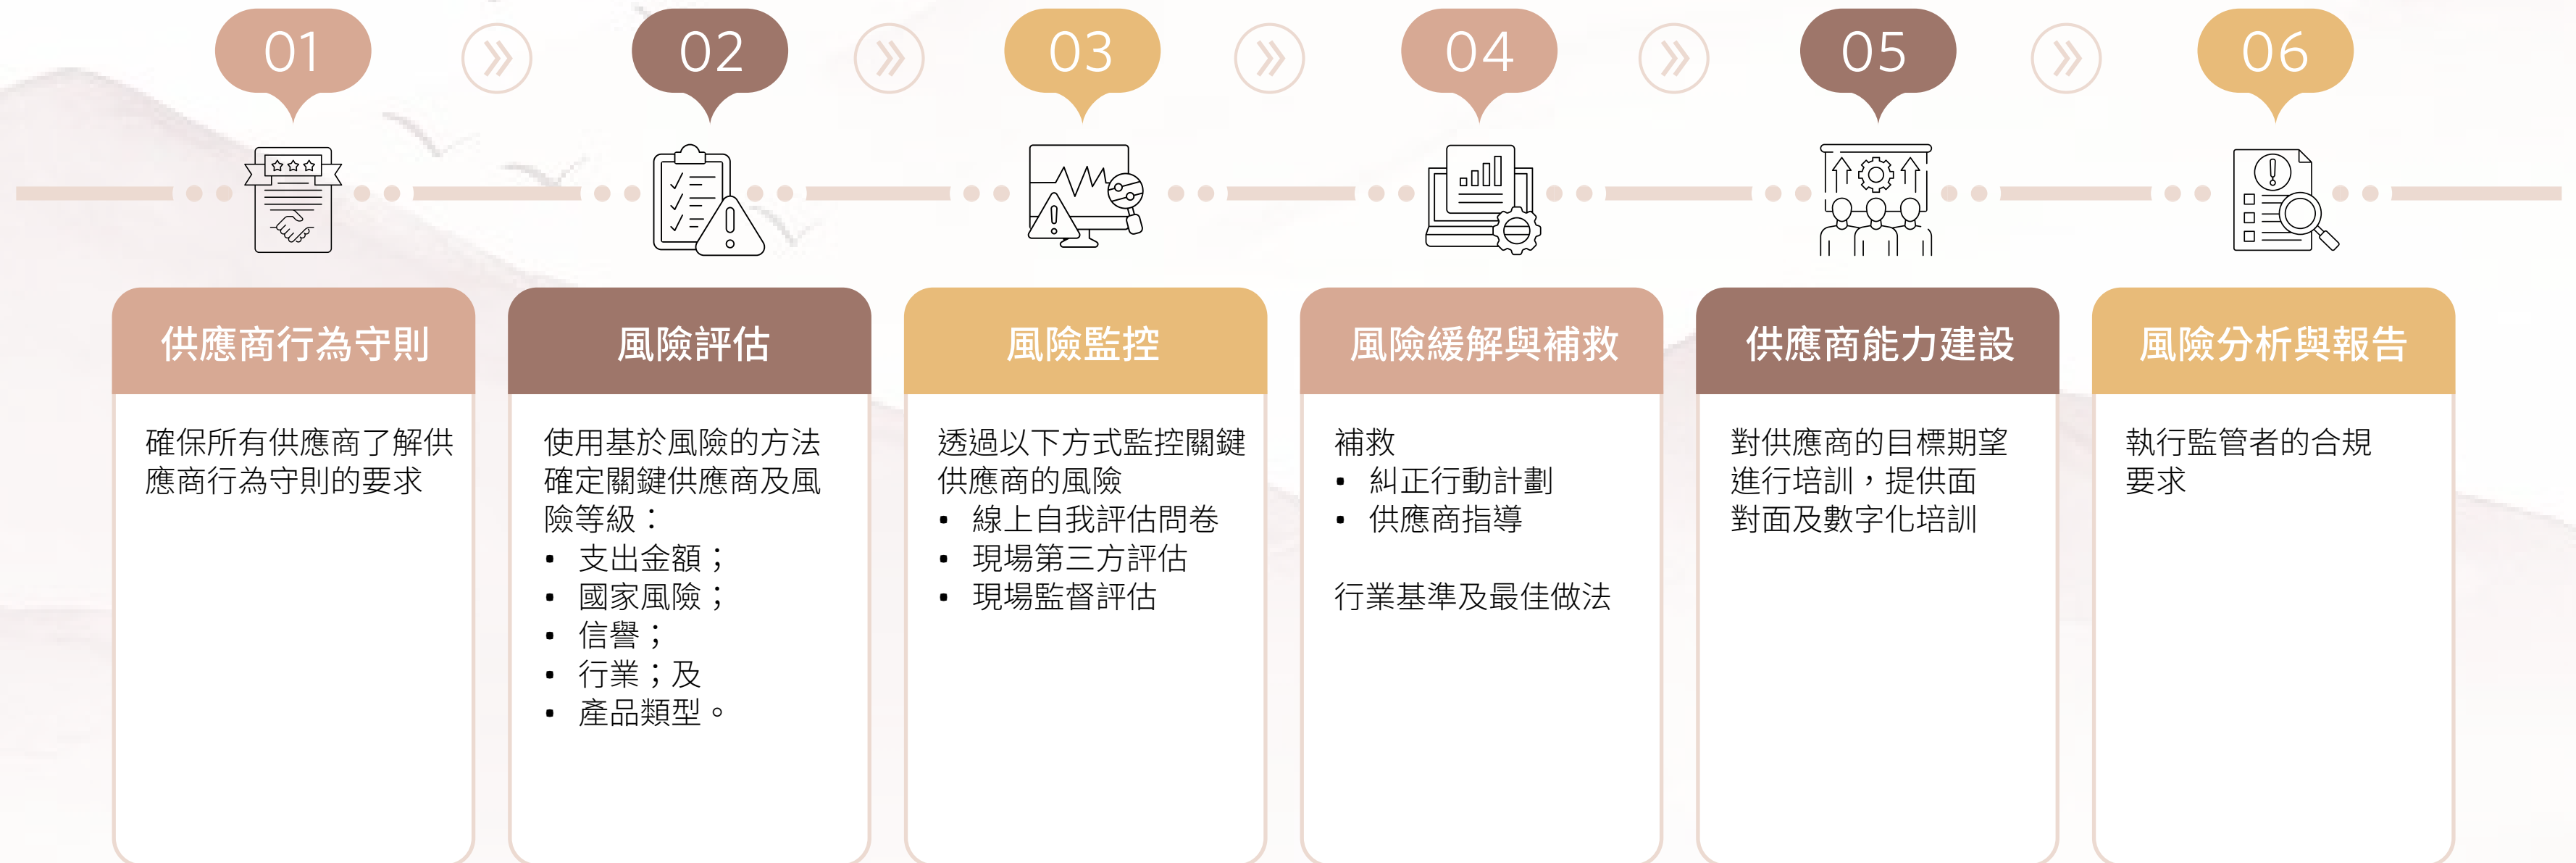 01
供應商行為守則
確保所有供應商了解供
應商行為守則的要求
02
風險評估
使用基於風險的方法
確定關鍵供應商及風
險等級：
• 支出金額；
• 國家風險；
• 信譽；
• 行業；及
• 產品類型。
03
風險監控
透過以下方式監控關鍵
供應商的風險
• 線上自我評估問卷
• 現場第三方評估
• 現場監督評估
04
風險緩解與補救
補救
• 糾正行動計劃
• 供應商指導
行業基準及最佳做法
05
供應商能力建設
對供應商的目標期望
進行培訓，提供面
對面及數字化培訓
06
風險分析與報告
執行監管者的合規
要求